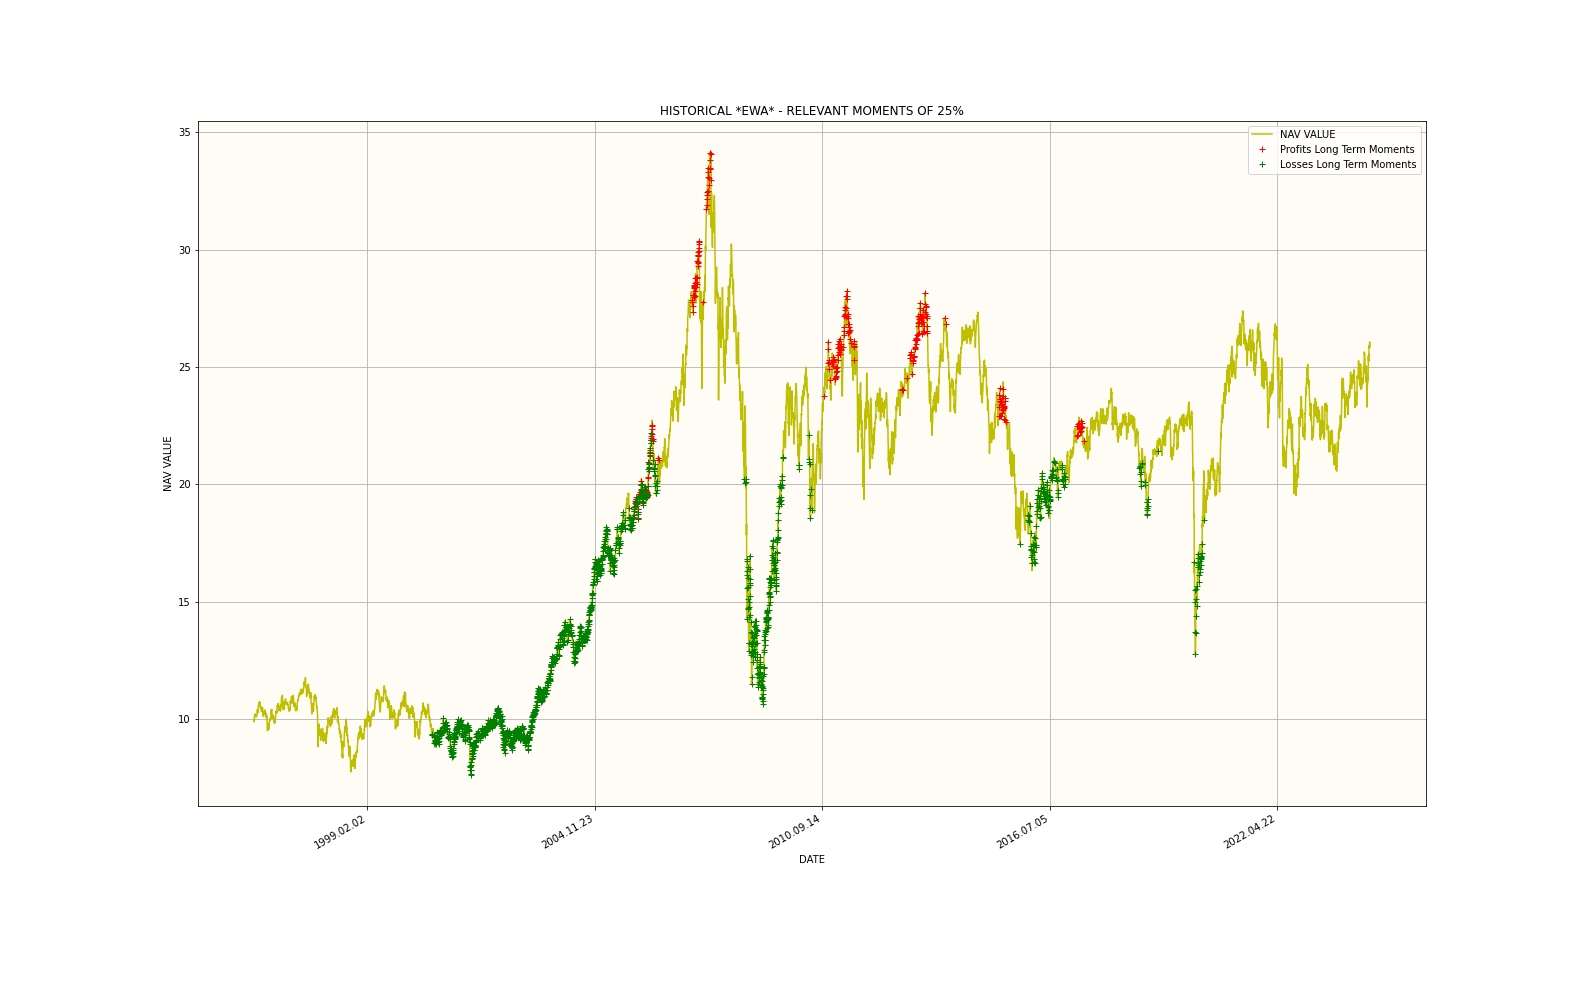 HISTORICAL *EWA* - RELEVANT MOMENTS OF 25%
NAV VALUE
Profits Long Term Moments
Losses Long Term Moments
35
30
25
20
15
10
NAV VALUE
1999.02.02
2004.11.23
2010.09.14
2016.07.05
2022.04.22
DATE